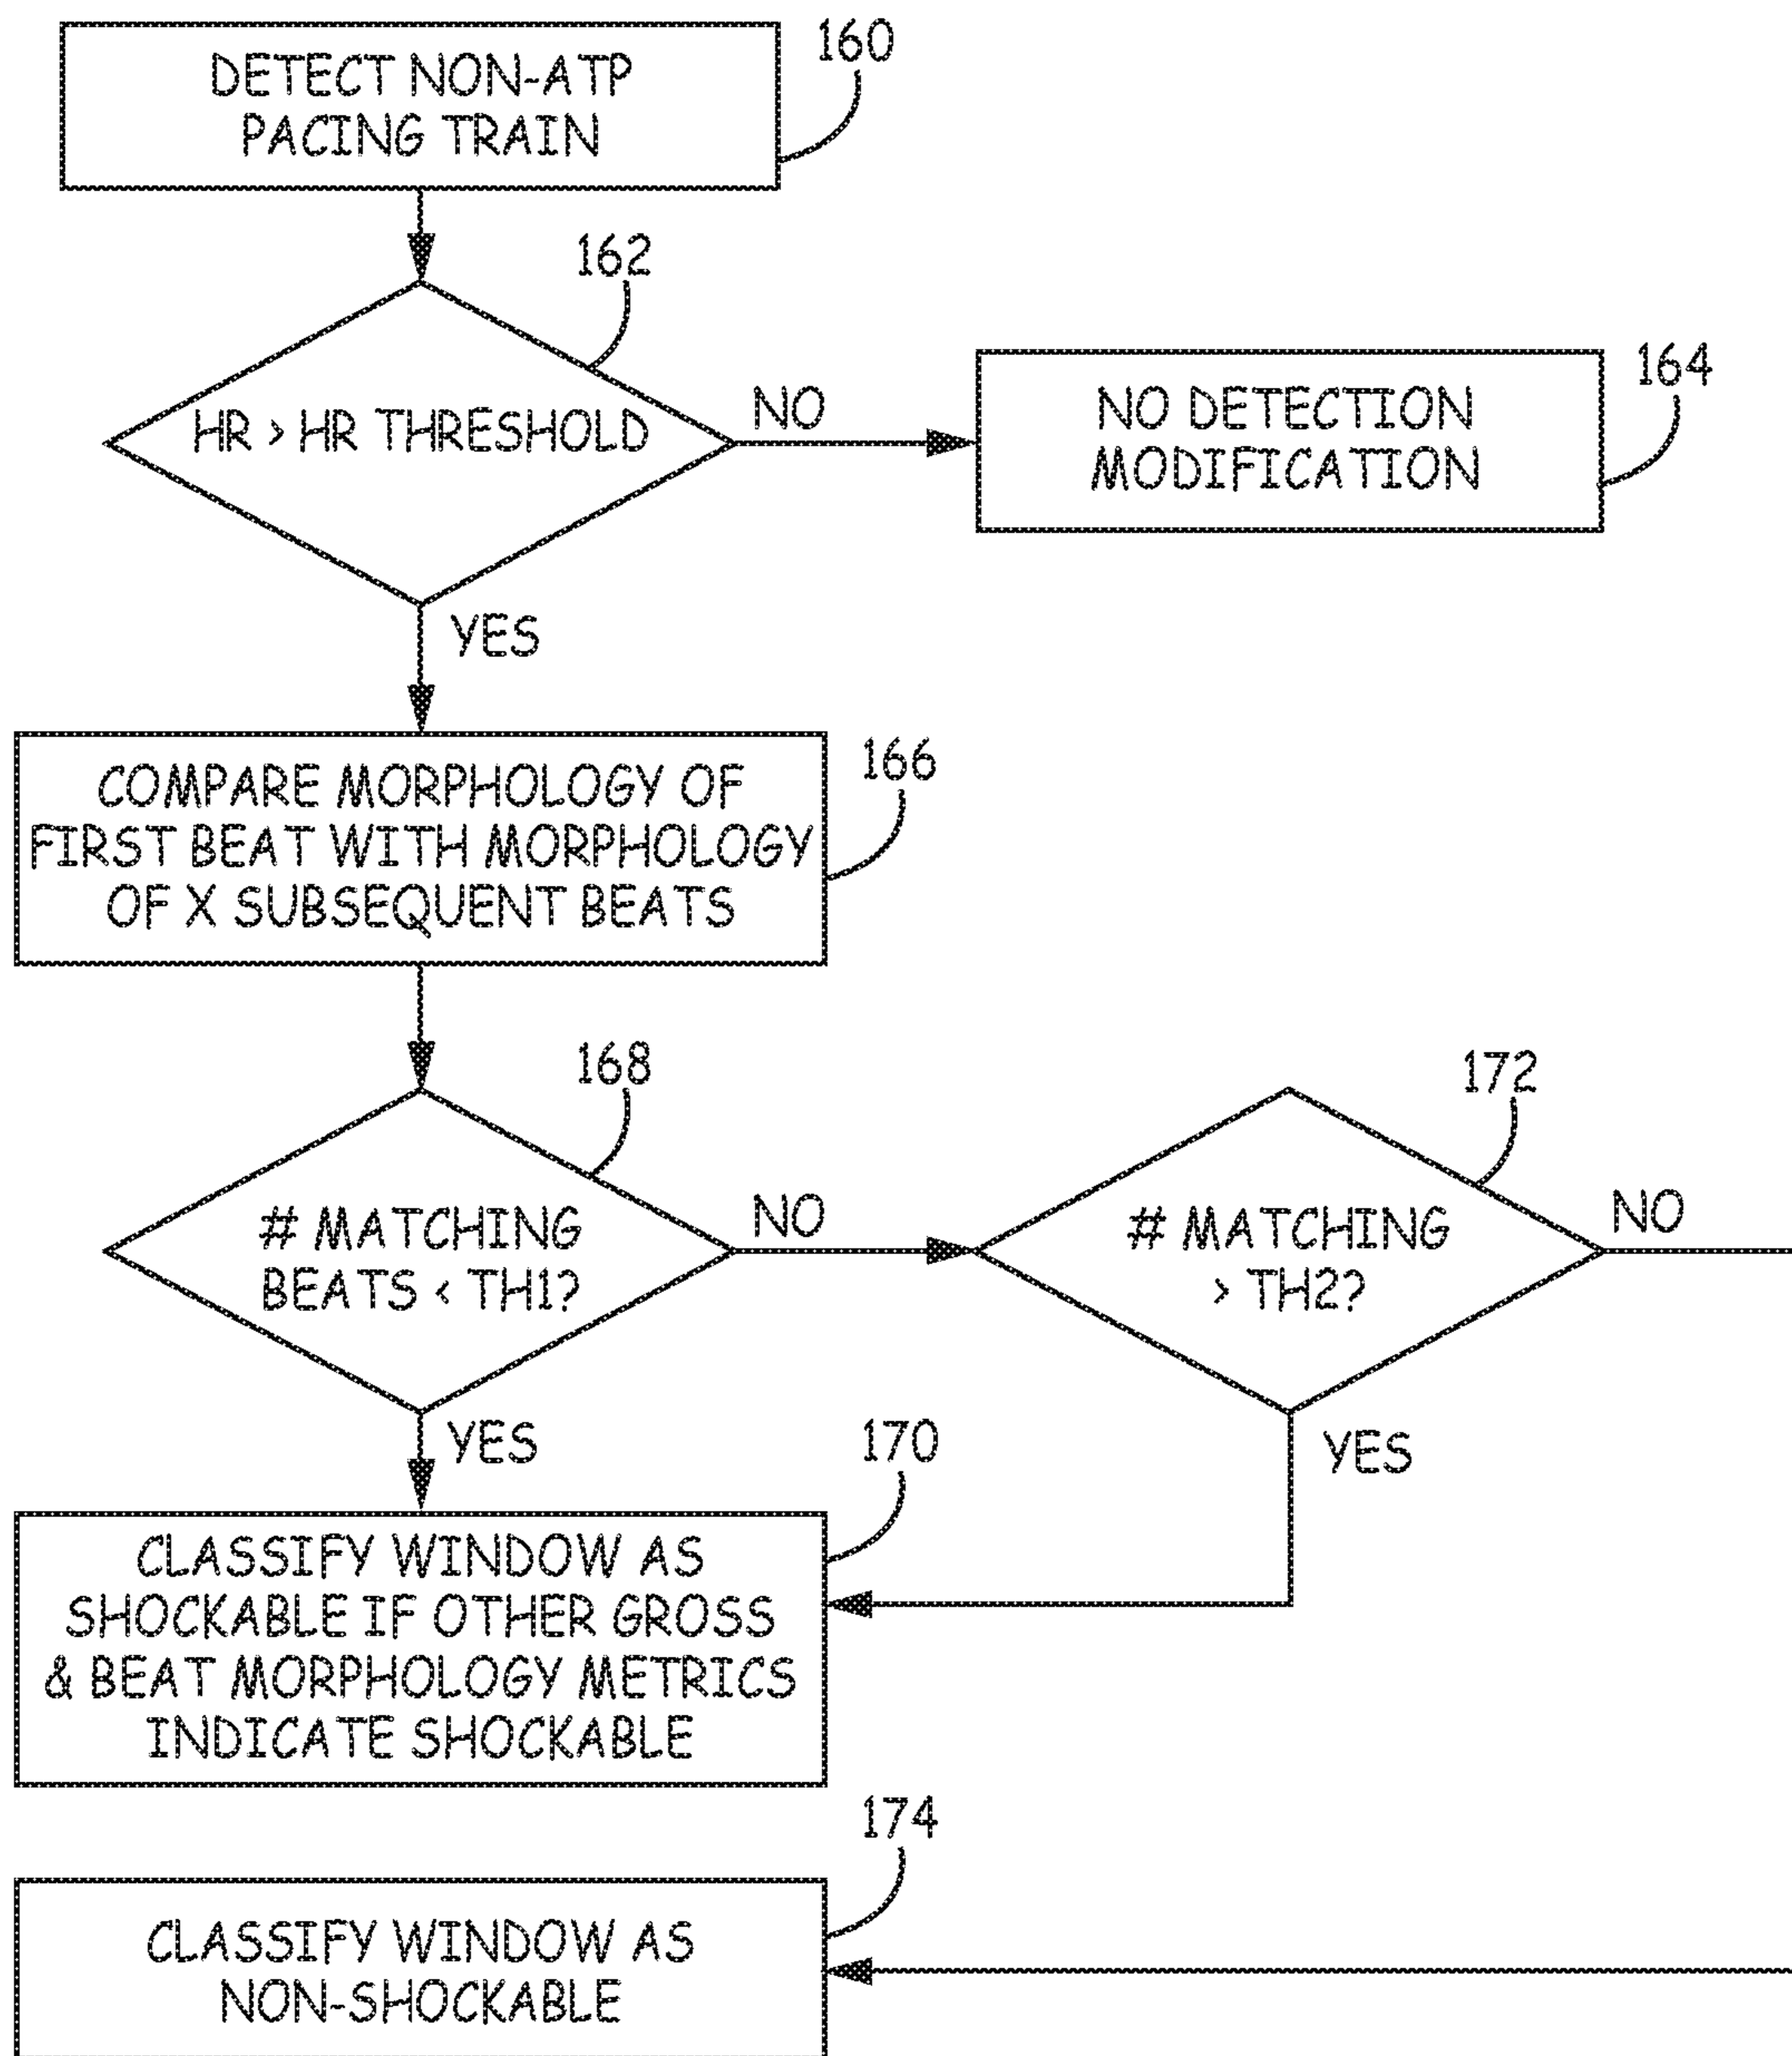 160
DETECT NON-ATP
PACING TRAIN
162
HR > HR THRESHOLD
NO
164
NO DETECTION
MODIFICATION
YES
166
COMPARE MORPHOLOGY OF
FIRST BEAT WITH MORPHOLOGY
OF X SUBSEQUENT BEATS
168
# MATCHING
BEATS < TH1?
NO
172
# MATCHING
> TH2?
NO
YES
YES
170
CLASSIFY WINDOW AS
SHOCKABLE IF OTHER GROSS
& BEAT MORPHOLOGY METRICS
INDICATE SHOCKABLE
174
CLASSIFY WINDOW AS
NON-SHOCKABLE